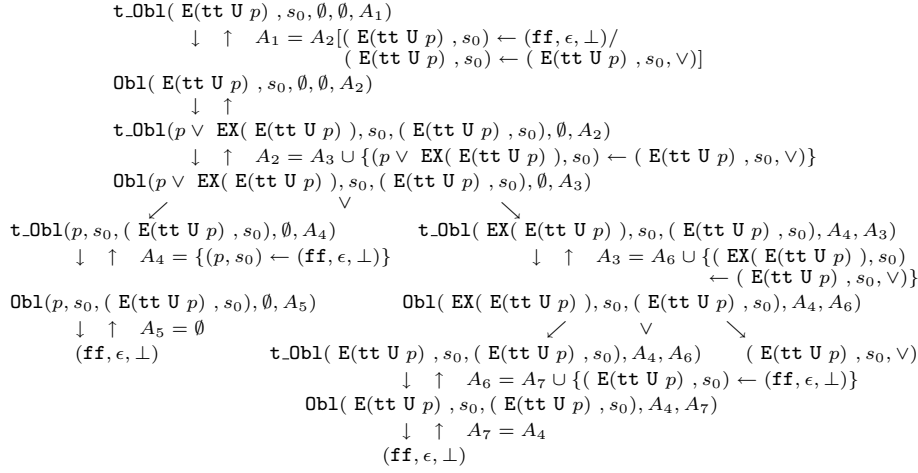 t_Obl( E(tt U p) , s₀, ∅, ∅, A₁)
↓ ↑ A₁ = A₂[( E(tt U p) , s₀) ← (ff, ϵ, ⊥)/
( E(tt U p) , s₀) ← ( E(tt U p) , s₀, ∨)]
Obl( E(tt U p) , s₀, ∅, ∅, A₂)
↓ ↑
t_Obl(p ∨ EX( E(tt U p) ), s₀, ( E(tt U p) , s₀), ∅, A₂)
↓ ↑ A₂ = A₃ ∪ {(p ∨ EX( E(tt U p) ), s₀) ← ( E(tt U p) , s₀, ∨)}
Obl(p ∨ EX( E(tt U p) ), s₀, ( E(tt U p) , s₀), ∅, A₃)
↙ ∨ ↘
t_Obl(p, s₀, ( E(tt U p) , s₀), ∅, A₄) t_Obl( EX( E(tt U p) ), s₀, ( E(tt U p) , s₀), A₄, A₃)
↓ ↑ A₄ = {(p, s₀) ← (ff, ϵ, ⊥)} ↓ ↑ A₃ = A₆ ∪ {( EX( E(tt U p) ), s₀)
← ( E(tt U p) , s₀, ∨)}
Obl(p, s₀, ( E(tt U p) , s₀), ∅, A₅) Obl( EX( E(tt U p) ), s₀, ( E(tt U p) , s₀), A₄, A₆)
↓ ↑ A₅ = ∅ ↙ ∨ ↘
(ff, ϵ, ⊥) t_Obl( E(tt U p) , s₀, ( E(tt U p) , s₀), A₄, A₆) ( E(tt U p) , s₀, ∨)
↓ ↑ A₆ = A₇ ∪ {( E(tt U p) , s₀) ← (ff, ϵ, ⊥)}
Obl( E(tt U p) , s₀, ( E(tt U p) , s₀), A₄, A₇)
↓ ↑ A₇ = A₄
(ff, ϵ, ⊥)